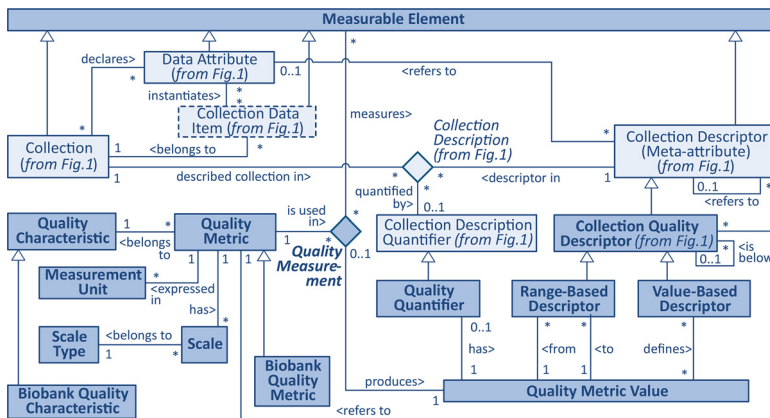 Measurable Element
declares>
Data Attribute
(from Fig.1)
0..1
<refers to
*
*
*
instantiates>
*
*
Collection Data
Item (from Fig.1)
measures>
Collection
Description
(from Fig.1)
*
Collection Descriptor
(Meta-attribute)
(from Fig.1)
Collection
(from Fig.1)
*
1
<belongs to
*
1
described collection in>
*
*
<descriptor in
1
0..1
*
<refers to
quantified
by>
*
0..1
Quality
Characteristic
1
*
<belongs to
Quality
Metric
is used
in>
1
*
*
0..1
Quality
Measure-
ment
Collection Description
Quantifier (from Fig.1)
Collection Quality
Descriptor (from Fig.1)
*
*
0..1
<is
below
Measurement
Unit
*
<expressed
in
1
1
1
has>
*
Quality
Quantifier
Range-Based
Descriptor
Value-Based
Descriptor
Scale
Type
<belongs to
1
*
Scale
0..1
has>
1
*
<from
1
*
<to
1
*
defines>
*
Biobank Quality
Characteristic
Biobank
Quality
Metric
produces>
1
<refers to
Quality Metric Value